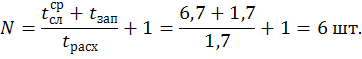 N = (t_сл^ср + t_зап) / t_расх + 1 = (6,7 + 1,7) / 1,7 + 1 = 6 шт.